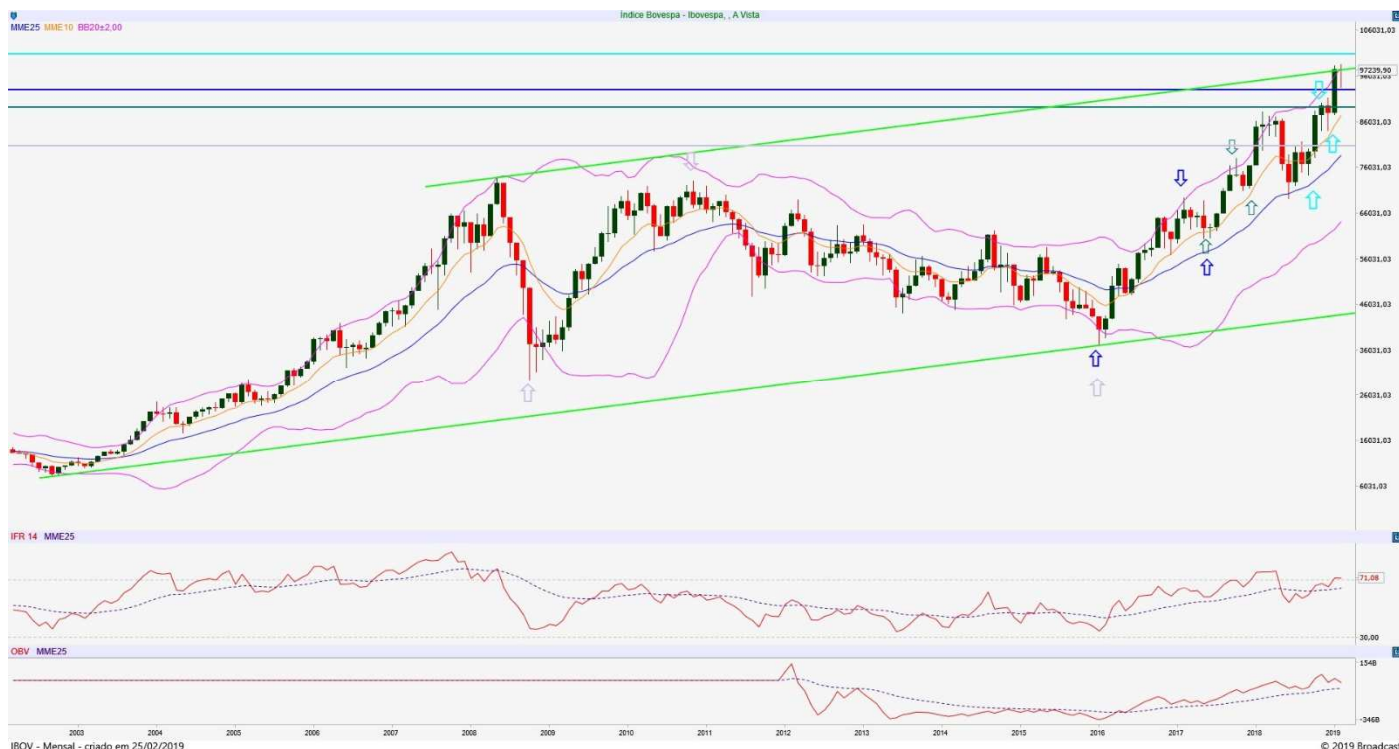 Índice Bovespa - Ibovespa, , A Vista
MME25 MME10 BB20±2,00
106031,03
97239,90
96031,03
86031,03
76031,03
66031,03
56031,03
46031,03
36031,03
26031,03
16031,03
6031,03
IFR 14 MME25
71,08
30,00
OBV MME25
154B
-346B
2003 2004 2005 2006 2007 2008 2009 2010 2011 2012 2013 2014 2015 2016 2017 2018 2019
IBOV - Mensal - criado em 25/02/2019
© 2019 Broadcast